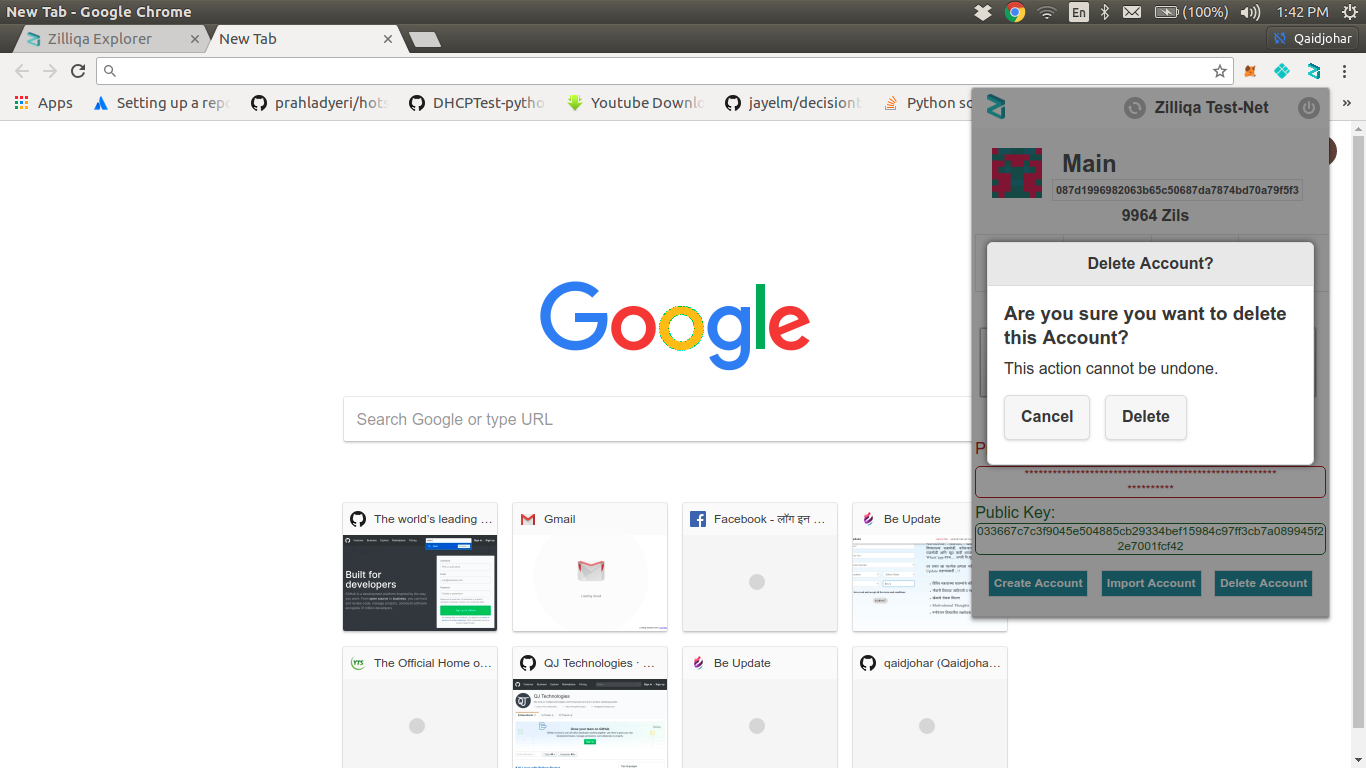 New Tab - Google Chrome
En
(100%)
1:42 PM
Zilliqa Explorer
New Tab
Qaidjohar
Apps
Setting up a repo
prahladyeri/hots
DHCPTest-pytho
Youtube Downlo
jayelm/decisiont
Python sc
»
Zilliqa Test-Net
Main
087d1996982063b65c50687da7874bd70a79f5f3
9964 Zils
Delete Account?
Are you sure you want to delete
this Account?
This action cannot be undone.
Cancel
Delete
Google
Search Google or type URL
******************************************************
**********
Public Key:
033667c7c3f9045e504885cb29334bef15984c97ff3cb7a089945f2
2e7001fcf42
Create Account
Import Account
Delete Account
The world's leading ...
Gmail
Facebook - लॉग इन ...
Be Update
Built for
developers
YTS
The Official Home o...
QJ Technologies · ...
Be Update
qaidjohar (Qaidjoha...
QJ Technologies